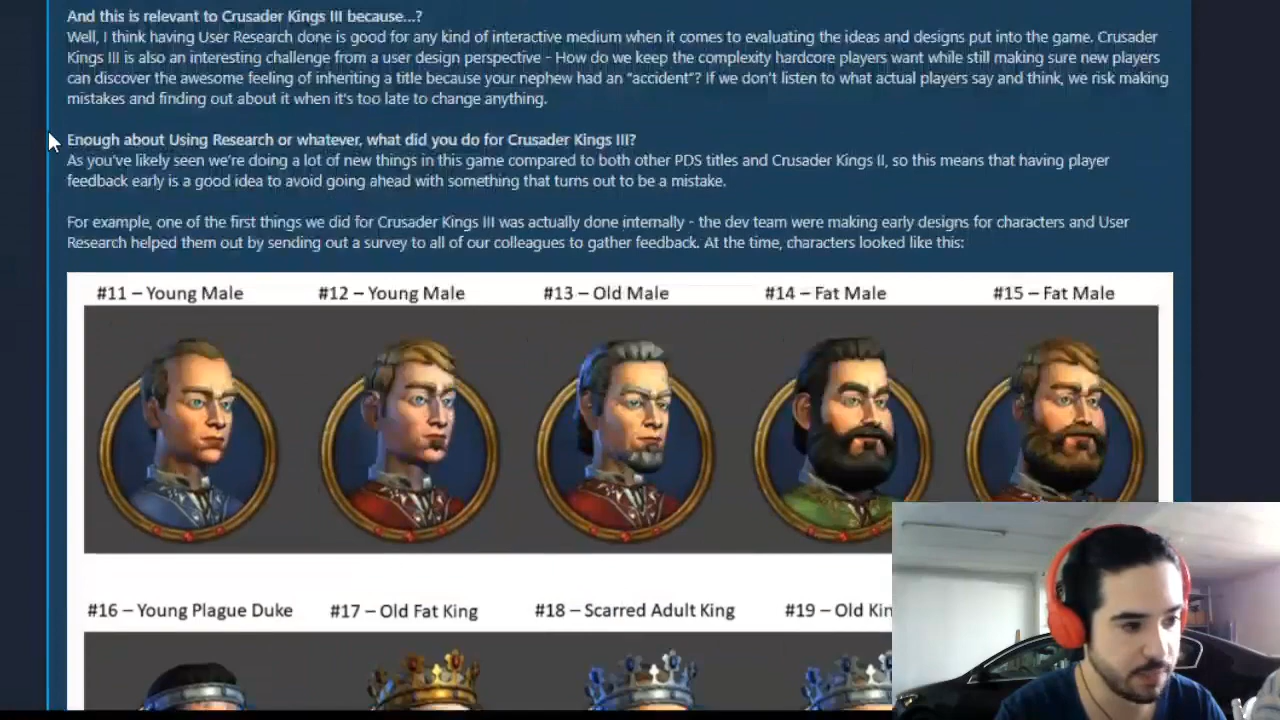 And this is relevant to Crusader Kings III because...?
Well, I think having User Research done is good for any kind of interactive medium when it comes to evaluating the ideas and designs put into the game. Crusader
Kings III is also an interesting challenge from a user design perspective - How do we keep the complexity hardcore players want while still making sure new players
can discover the awesome feeling of inheriting a title because your nephew had an "accident"? If we don't listen to what actual players say and think, we risk making
mistakes and finding out about it when it's too late to change anything.
Enough about Using Research or whatever, what did you do for Crusader Kings III?
As you've likely seen we're doing a lot of new things in this game compared to both other PDS titles and Crusader Kings II, so this means that having player
feedback early is a good idea to avoid going ahead with something that turns out to be a mistake.
For example, one of the first things we did for Crusader Kings III was actually done internally - the dev team were making early designs for characters and User
Research helped them out by sending out a survey to all of our colleagues to gather feedback. At the time, characters looked like this:
#11 – Young Male #12 – Young Male #13 – Old Male #14 – Fat Male #15 – Fat Male
#16 – Young Plague Duke #17 – Old Fat King #18 – Scarred Adult King #19 – Old